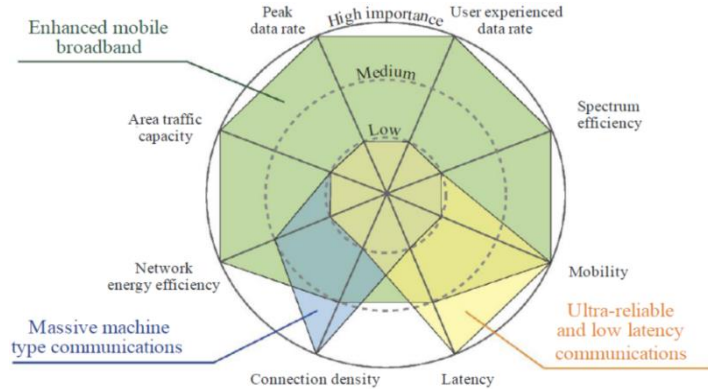 Peak
data rate
High importance
User experienced
data rate
Enhanced mobile
broadband
Medium
Area traffic
capacity
Spectrum
efficiency
Low
Network
energy efficiency
Mobility
Massive machine
type communications
Ultra-reliable
and low latency
communications
Connection density
Latency